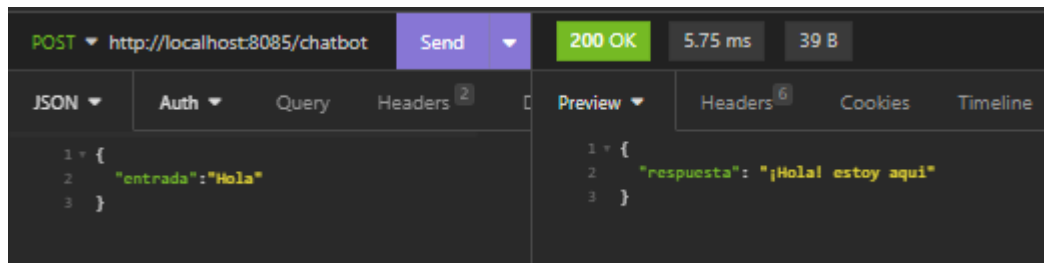 POST http://localhost:8085/chatbot Send
200 OK 5.75 ms 39 B
JSON Auth Query Headers 2
Preview Headers 6 Cookies Timeline
1 {
2 "entrada":"Hola"
3 }
1 {
2 "respuesta": "¡Hola! estoy aqui"
3 }